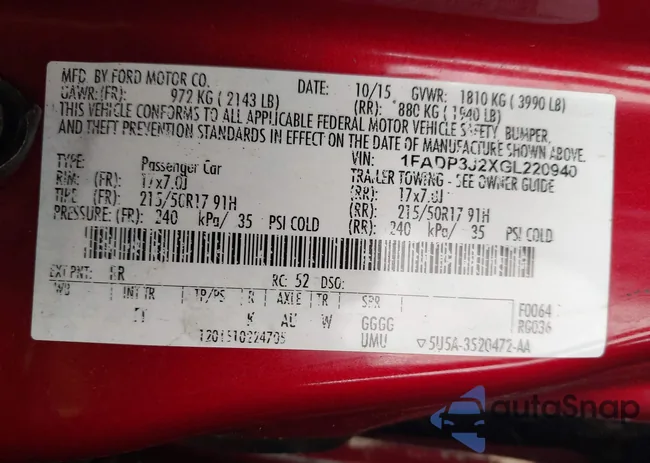 MFD. BY FORD MOTOR CO. DATE: 10/15 GVWR: 1810 KG ( 3990 LB)
GAWR:(FR): 972 KG ( 2143 LB) (RR): 880 KG ( 1940 LB)
THIS VEHICLE CONFORMS TO ALL APPLICABLE FEDERAL MOTOR VEHICLE SAFETY, BUMPER,
AND THEFT PREVENTION STANDARDS IN EFFECT ON THE DATE OF MANUFACTURE SHOWN ABOVE.
VIN: 1FADP3J2XGL220940
TYPE: Passenger Car TRAILER TOWING - SEE OWNER GUIDE
RIM: (FR): 17x7.0J (RR): 17x7.0J
TIRE (FR): 215/50R17 91H (RR): 215/50R17 91H
PRESSURE: (FR): 240 kPa/ 35 PSI COLD (RR): 240 kPa/ 35 PSI COLD
EXT PNT: RR RC: 52 DSO:
WB INT TR TP/PS R AXLE TR SPR F0064
K AU W GGGG RG036
1201510224705 UMU 5U5A-3520472-AA
autoSnap